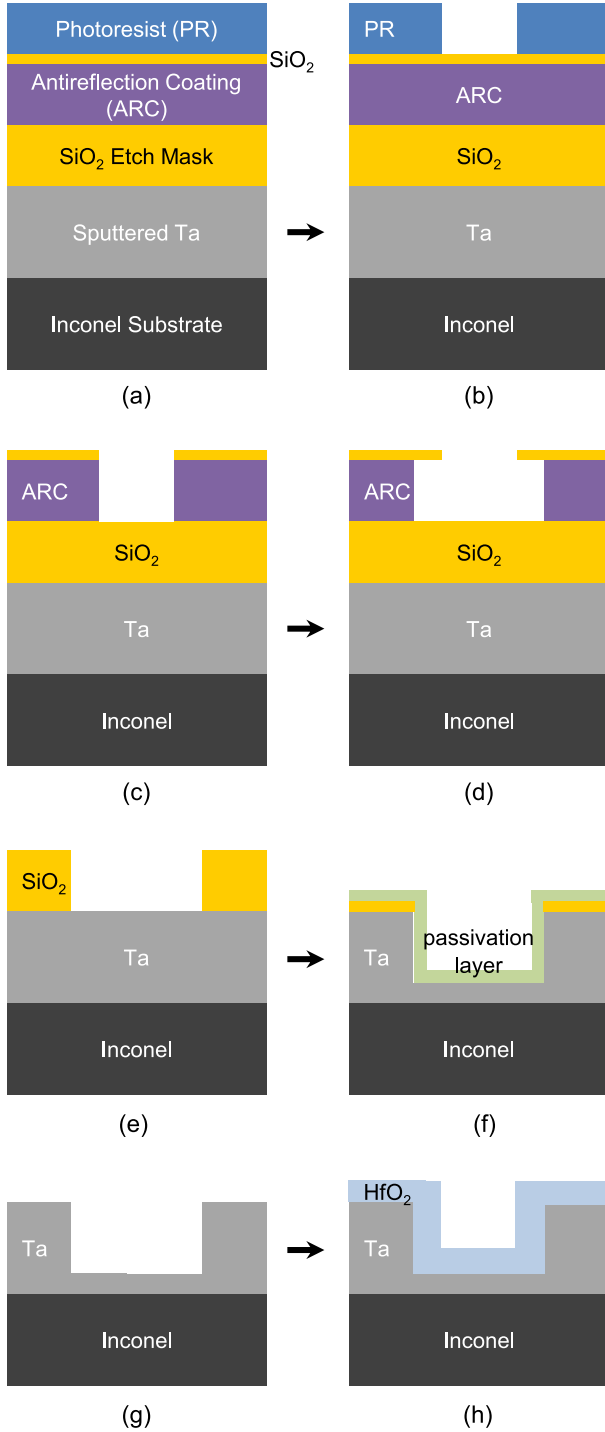 Photoresist (PR)
SiO₂
Antireflection Coating
(ARC)
SiO₂ Etch Mask
Sputtered Ta
Inconel Substrate
(a)
PR
ARC
SiO₂
Ta
Inconel
(b)
ARC
SiO₂
Ta
Inconel
(c)
ARC
SiO₂
Ta
Inconel
(d)
SiO₂
Ta
Inconel
(e)
passivation
layer
Ta
Inconel
(f)
Ta
Inconel
(g)
HfO₂
Ta
Inconel
(h)